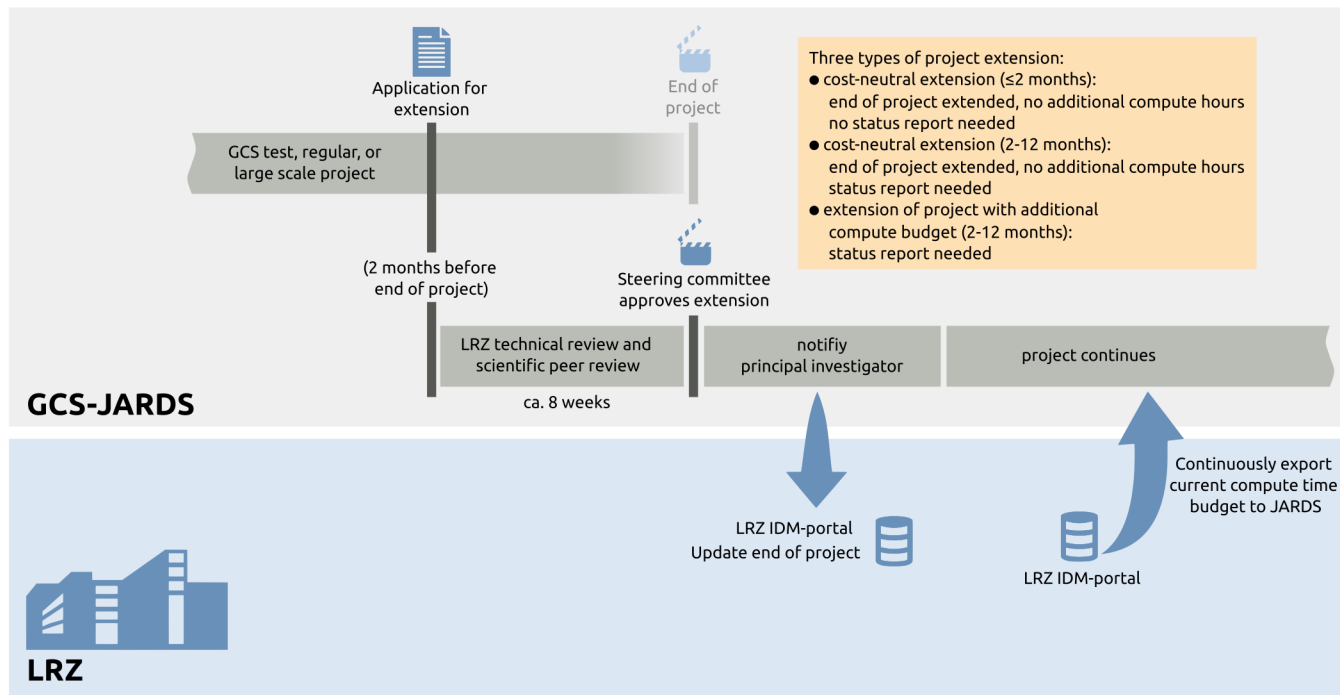 Application for
extension
End of
project
Three types of project extension:
● cost-neutral extension (≤2 months):
end of project extended, no additional compute hours
no status report needed
● cost-neutral extension (2-12 months):
end of project extended, no additional compute hours
status report needed
● extension of project with additional
compute budget (2-12 months):
status report needed
GCS test, regular, or
large scale project
(2 months before
end of project)
Steering committee
approves extension
LRZ technical review and
scientific peer review
notifiy
principal investigator
project continues
ca. 8 weeks
GCS-JARDS
Continuously export
current compute time
budget to JARDS
LRZ IDM-portal
Update end of project
LRZ IDM-portal
LRZ